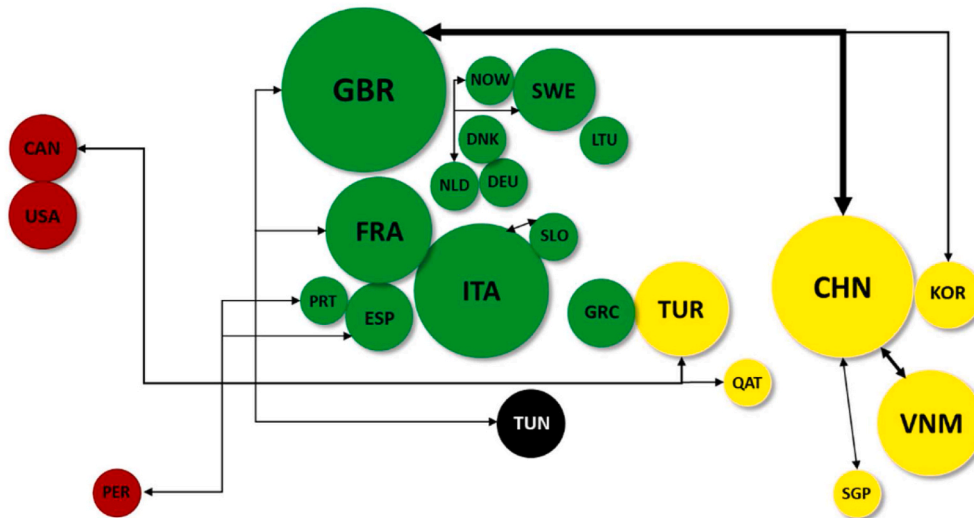 GBR
NOW
SWE
DNK
LTU
CAN
NLD
DEU
USA
FRA
SLO
ITA
CHN
KOR
PRT
ESP
GRC
TUR
QAT
TUN
VNM
PER
SGP